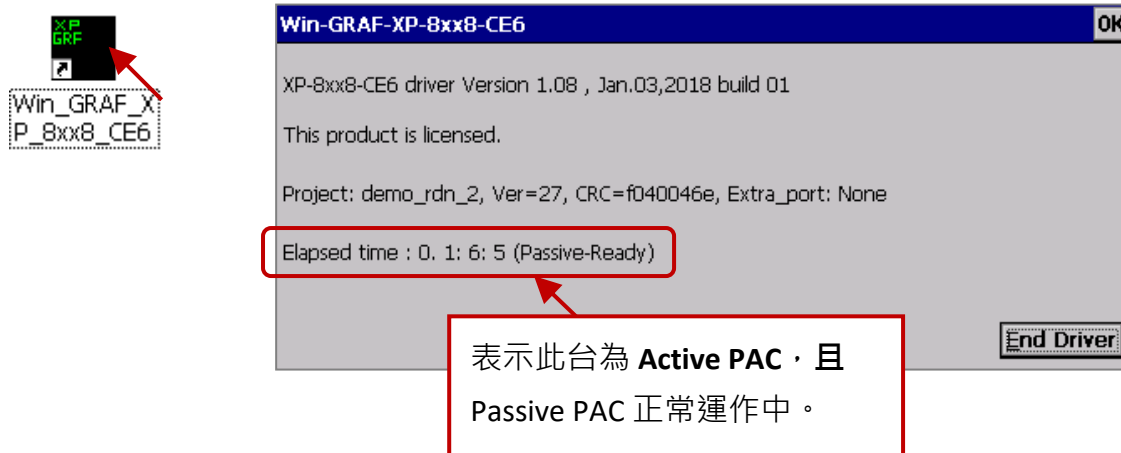 XP
GRF
Win_GRAF_X
P_8xx8_CE6
Win-GRAF-XP-8xx8-CE6
OK
XP-8xx8-CE6 driver Version 1.08 , Jan.03,2018 build 01
This product is licensed.
Project: demo_rdn_2, Ver=27, CRC=f040046e, Extra_port: None
Elapsed time : 0. 1: 6: 5 (Passive-Ready)
End Driver
表示此台為 Active PAC，且
Passive PAC 正常運作中。